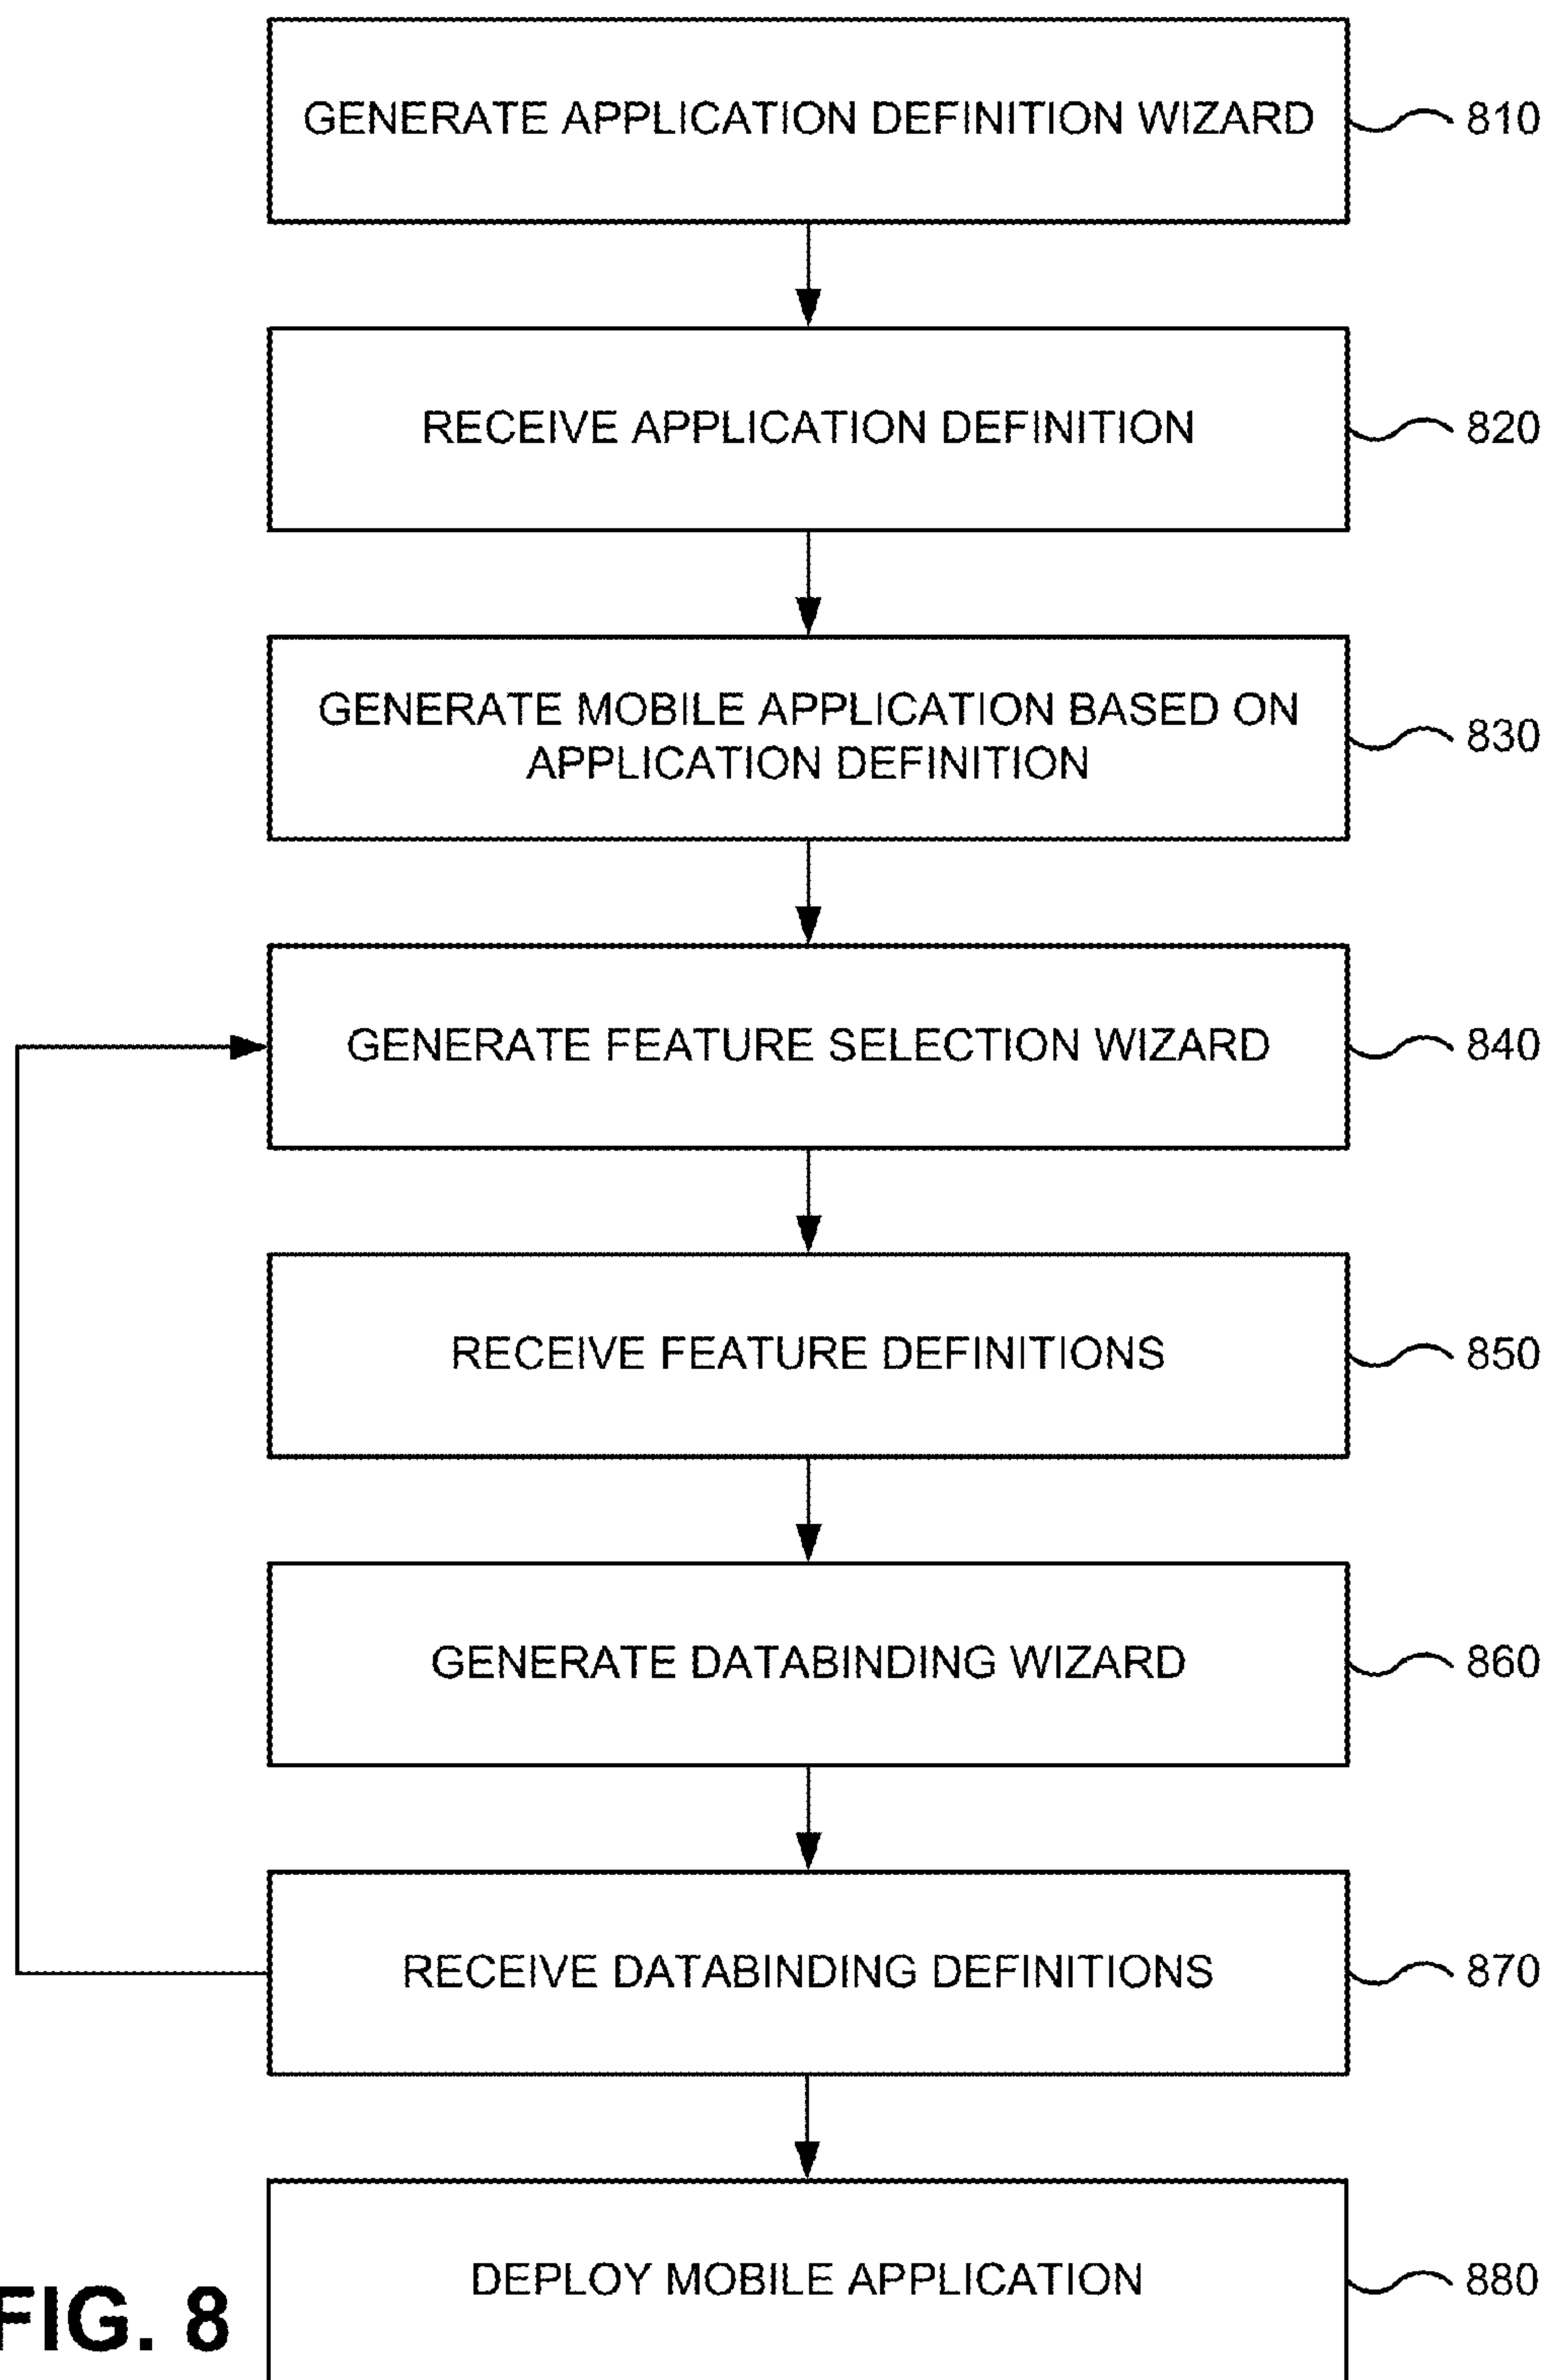 GENERATE APPLICATION DEFINITION WIZARD
810
RECEIVE APPLICATION DEFINITION
820
GENERATE MOBILE APPLICATION BASED ON
APPLICATION DEFINITION
830
GENERATE FEATURE SELECTION WIZARD
840
RECEIVE FEATURE DEFINITIONS
850
GENERATE DATABINDING WIZARD
860
RECEIVE DATABINDING DEFINITIONS
870
DEPLOY MOBILE APPLICATION
880
FIG. 8